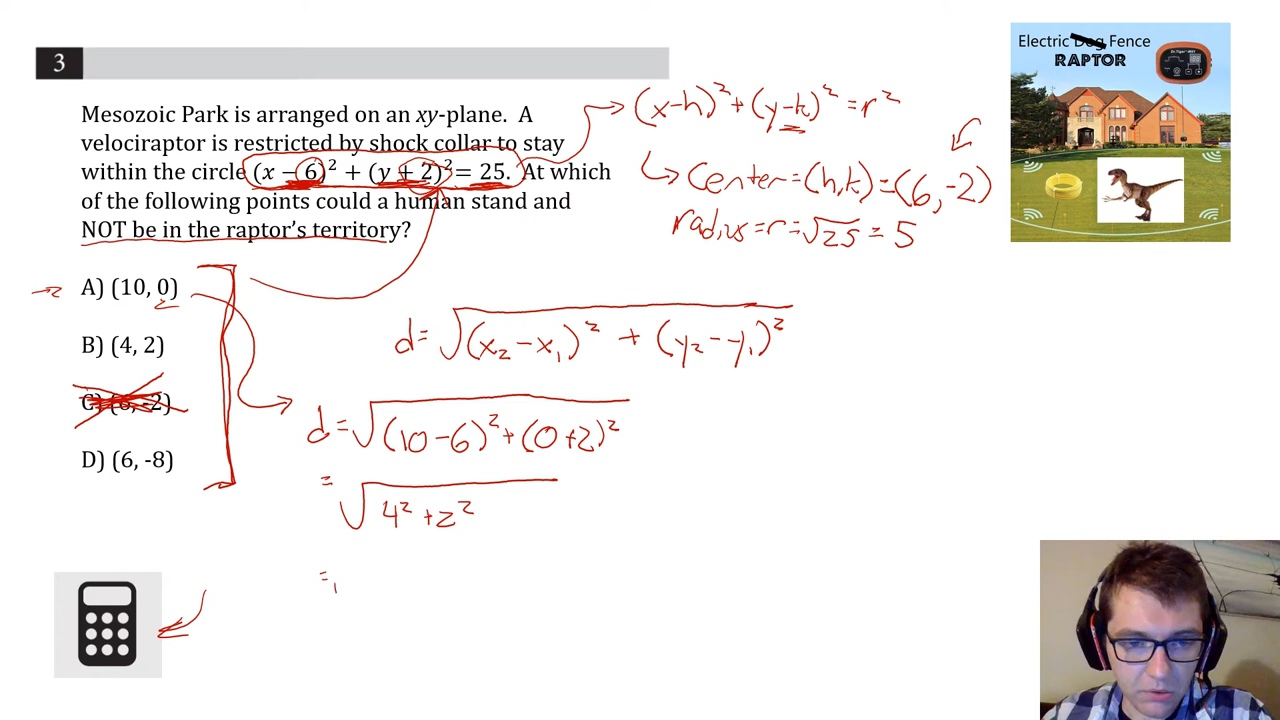 3
Mesozoic Park is arranged on an xy-plane. A
velociraptor is restricted by shock collar to stay
within the circle (x − 6)² + (y + 2)² = 25. At which
of the following points could a human stand and
NOT be in the raptor's territory?
A) (10, 0)
B) (4, 2)
C) (6, -2)
D) (6, -8)
Electric Dog Fence
RAPTOR
(x-h)² + (y-k)² = r²
Center = (h,k) = (6, -2)
radius = r = √25 = 5
d = √(x₂ - x₁)² + (y₂ - y₁)²
d = √(10-6)² + (0+2)²
= √4² + 2²
=